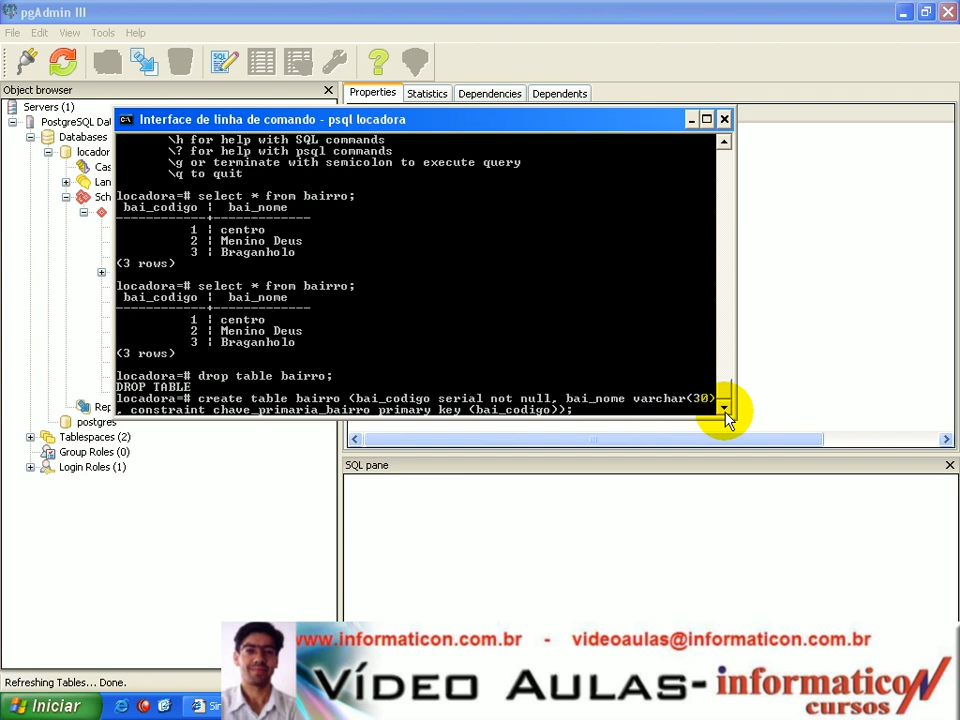 pgAdmin III
File Edit View Tools Help
Object browser
Properties Statistics Dependencies Dependents
Servers (1)
PostgreSQL Dat
Databases
locador
Cas
Lan
Sch
Rep
postgres
Tablespaces (2)
Group Roles (0)
Login Roles (1)
Interface de linha de comando - psql locadora
\h for help with SQL commands
\? for help with psql commands
\g or terminate with semicolon to execute query
\q to quit
locadora=# select * from bairro;
bai_codigo | bai_nome
------------+-------------
1 | centro
2 | Menino Deus
3 | Braganholo
(3 rows)
locadora=# select * from bairro;
bai_codigo | bai_nome
------------+-------------
1 | centro
2 | Menino Deus
3 | Braganholo
(3 rows)
locadora=# drop table bairro;
DROP TABLE
locadora=# create table bairro (bai_codigo serial not null, bai_nome varchar(30)
, constraint chave_primaria_bairro primary key (bai_codigo));
SQL pane
Refreshing Tables... Done.
Iniciar
Sin
www.informaticon.com.br - videoaulas@informaticon.com.br
VÍDEO AULAS-informaticon
cursos